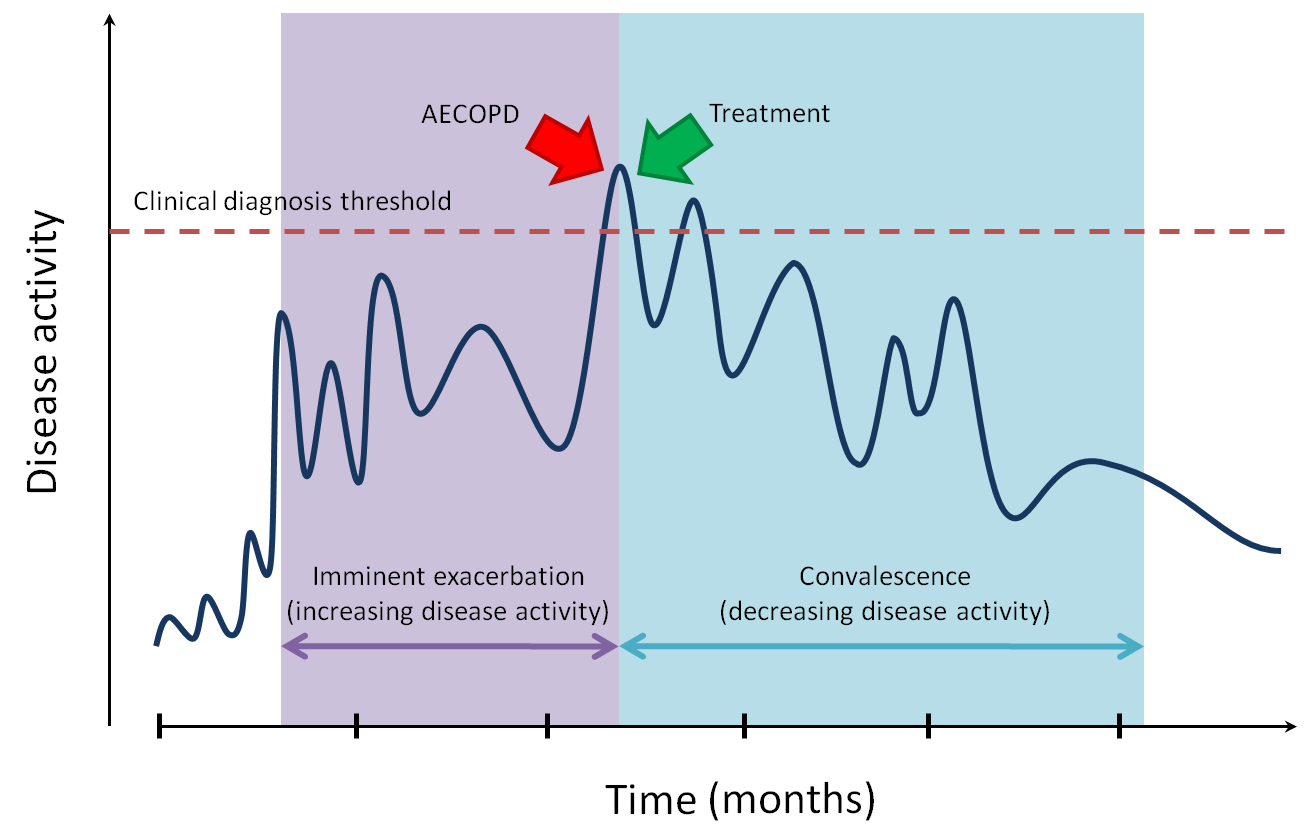 AECOPD
Treatment
Clinical diagnosis threshold
Disease activity
Imminent exacerbation
(increasing disease activity)
Convalescence
(decreasing disease activity)
Time (months)